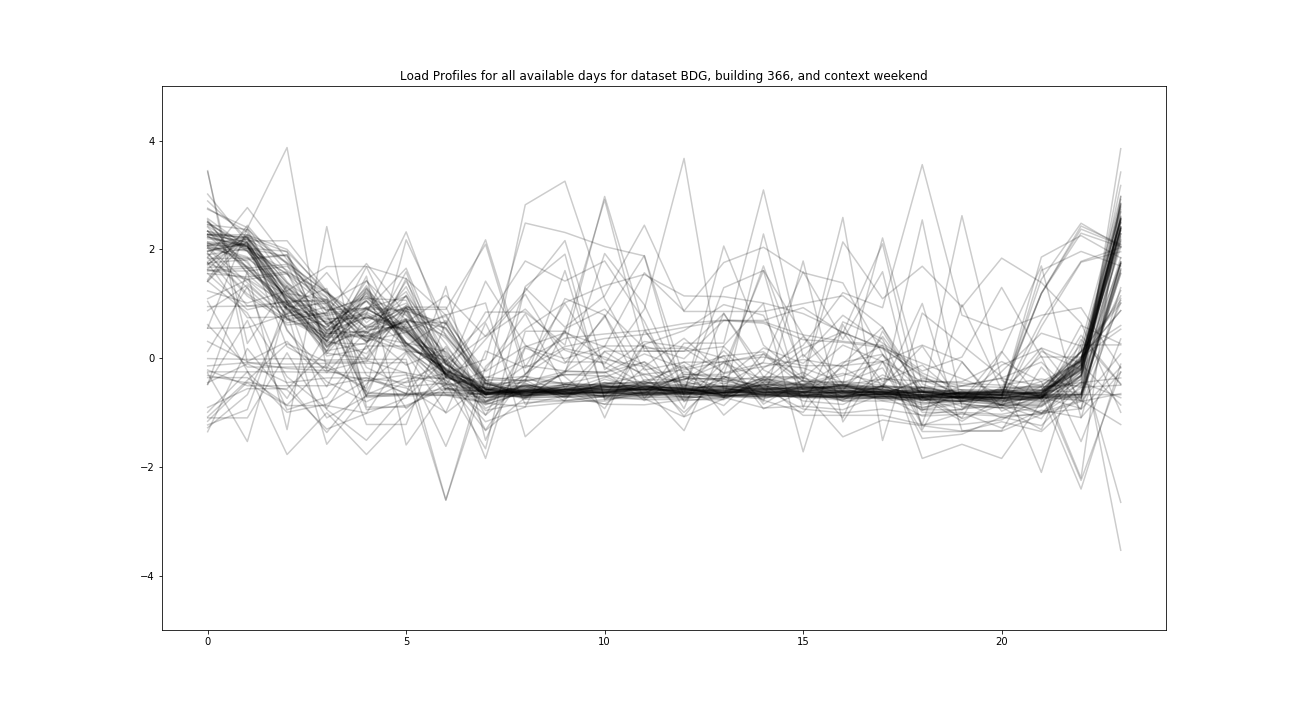 Load Profiles for all available days for dataset BDG, building 366, and context weekend
4
2
0
−2
−4
0 5 10 15 20